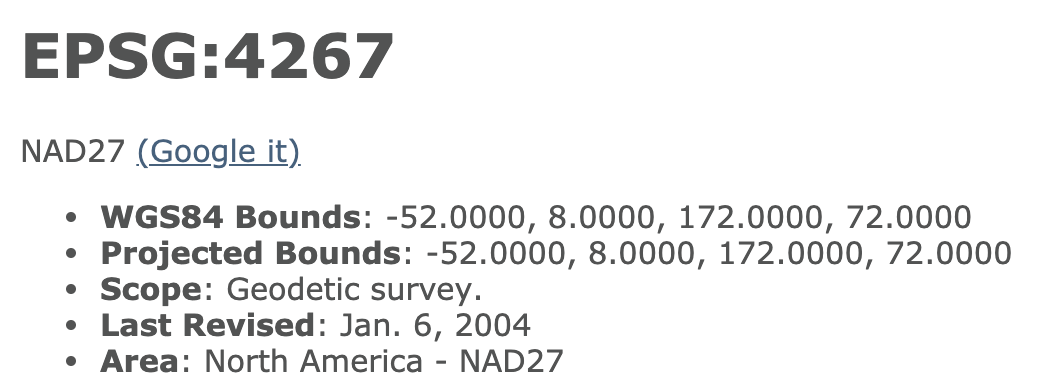 EPSG:4267
NAD27 (Google it)
• WGS84 Bounds: -52.0000, 8.0000, 172.0000, 72.0000
• Projected Bounds: -52.0000, 8.0000, 172.0000, 72.0000
• Scope: Geodetic survey.
• Last Revised: Jan. 6, 2004
• Area: North America - NAD27